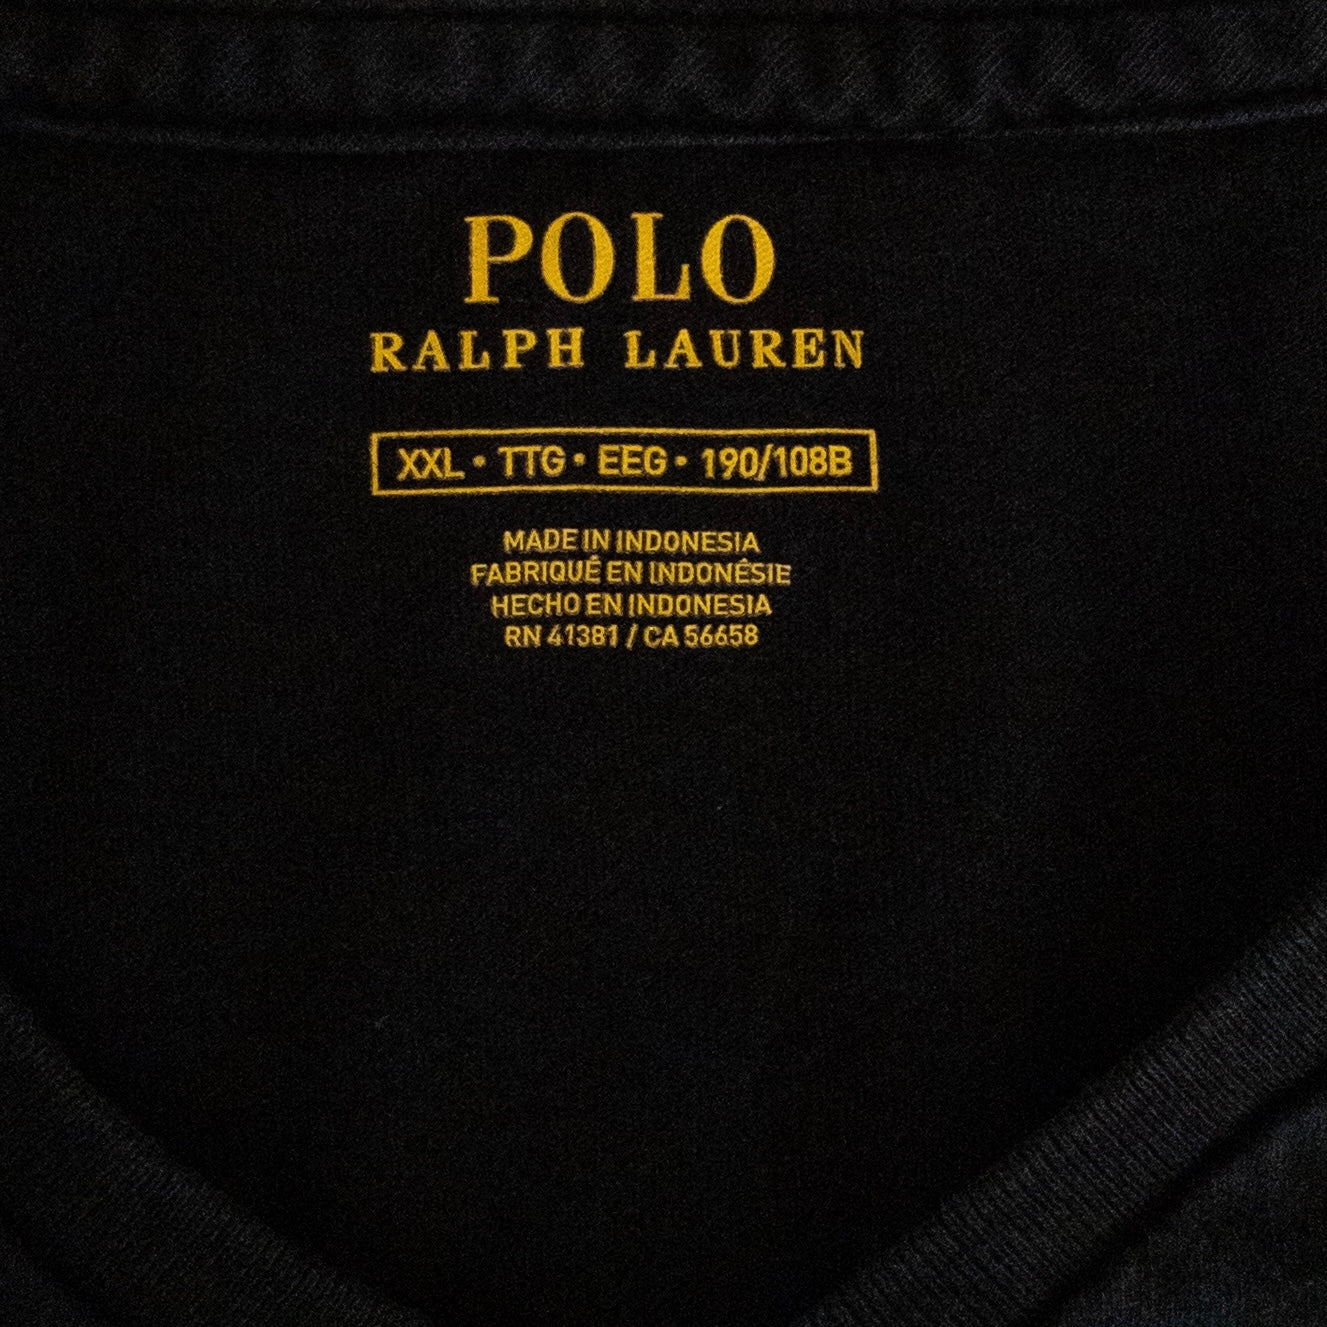 POLO
RALPH LAUREN
XXL • TTG • EEG • 190/108B
MADE IN INDONESIA
FABRIQUÉ EN INDONÉSIE
HECHO EN INDONESIA
RN 41381 / CA 56658